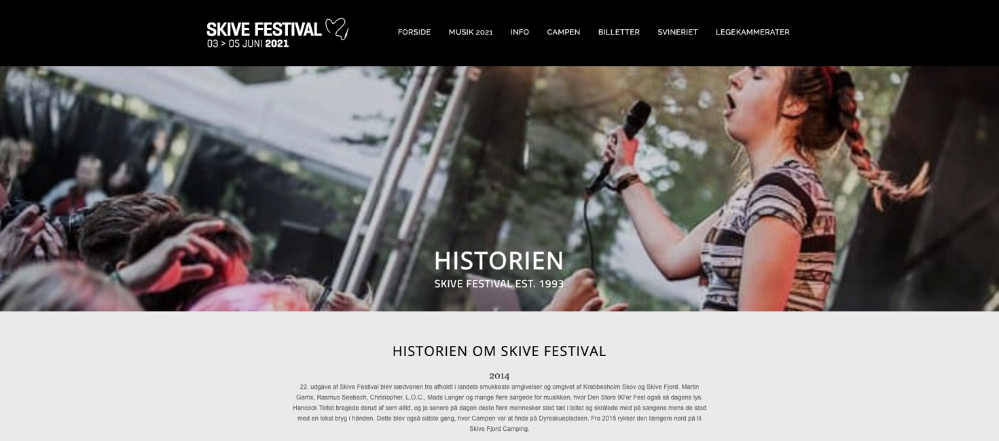 SKIVE FESTIVAL
03 > 05 JUNI 2021
FORSIDE MUSIK 2021 INFO CAMPEN BILLETTER SVINERIET LEGEKAMMERATER
HISTORIEN
SKIVE FESTIVAL EST. 1993
HISTORIEN OM SKIVE FESTIVAL
2014
22. udgave af Skive Festival blev sædvanen tro afholdt i landets smukkeste omgivelser og omgivet af Krabbesholm Skov og Skive Fjord. Martin
Garrix, Rasmus Seebach, Christopher, L.O.C., Mads Langer og mange flere sørgede for musikken, hvor Den Store 90'er Fest også så dagens lys.
Hancock Teltet bragede derud af som altid, og jo senere på dagen desto flere mennesker stod tæt i teltet og skrålede med på sangene mens de stod
med en lokal bryg i hånden. Dette blev også sidste gang, hvor Campen var at finde på Dyreskuepladsen. Fra 2015 rykker den længere nord på til
Skive Fjord Camping.